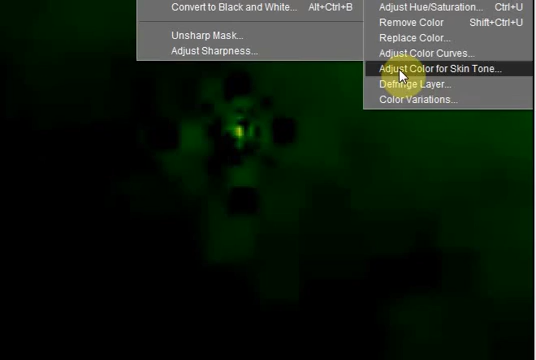 Convert to Black and White... Alt+Ctrl+B
Unsharp Mask...
Adjust Sharpness...
Adjust Hue/Saturation... Ctrl+U
Remove Color Shift+Ctrl+U
Replace Color...
Adjust Color Curves...
Adjust Color for Skin Tone...
Defringe Layer...
Color Variations...